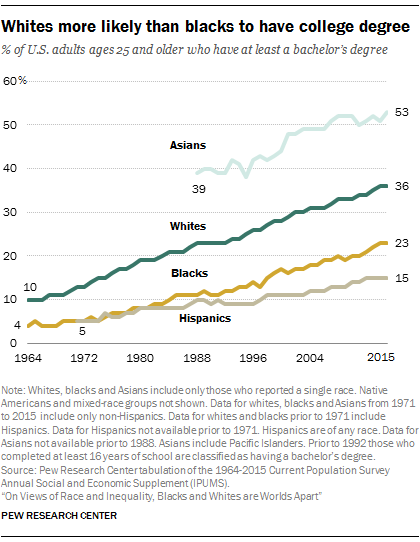 Whites more likely than blacks to have college degree
% of U.S. adults ages 25 and older who have at least a bachelor's degree
60%
50
40
30
20
10
4
0
Asians
39
53
Whites
10
36
Blacks
23
Hispanics
5
15
1964 1972 1980 1988 1996 2004 2015
Note: Whites, blacks and Asians include only those who reported a single race. Native
Americans and mixed-race groups not shown. Data for whites, blacks and Asians from 1971
to 2015 include only non-Hispanics. Data for whites and blacks prior to 1971 include
Hispanics. Data for Hispanics not available prior to 1971. Hispanics are of any race. Data for
Asians not available prior to 1988. Asians include Pacific Islanders. Prior to 1992 those who
completed at least 16 years of school are classified as having a bachelor's degree.
Source: Pew Research Center tabulation of the 1964-2015 Current Population Survey
Annual Social and Economic Supplement (IPUMS).
"On Views of Race and Inequality, Blacks and Whites are Worlds Apart"
PEW RESEARCH CENTER